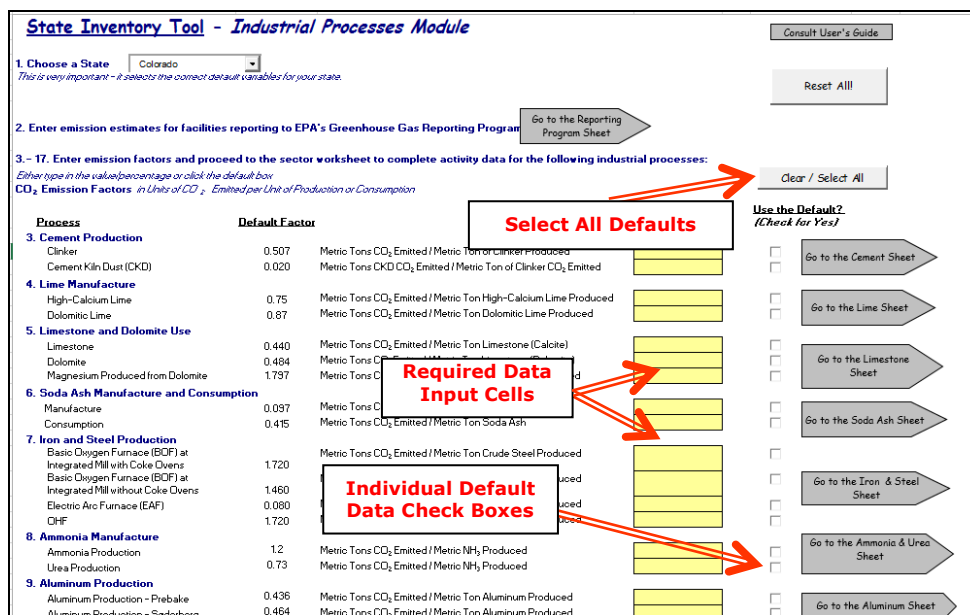 State Inventory Tool - Industrial Processes Module
Consult User's Guide
1. Choose a State Colorado
This is very important - it selects the correct default variables for your state.
Reset All!
2. Enter emission estimates for facilities reporting to EPA's Greenhouse Gas Reporting Program
Go to the Reporting
Program Sheet
3.- 17. Enter emission factors and proceed to the sector worksheet to complete activity data for the following industrial processes:
Either type in the value/percentage or click the default box
Clear / Select All
CO₂ Emission Factors in Units of CO₂ Emitted per Unit of Production or Consumption
Select All Defaults
Use the Default?
(Check for Yes)
Process Default Factor
3. Cement Production
Clinker 0.507 Metric Tons CO₂ Emitted / Metric Ton of Clinker Produced
Cement Kiln Dust (CKD) 0.020 Metric Tons CKD CO₂ Emitted / Metric Ton of Clinker CO₂ Emitted
Go to the Cement Sheet
4. Lime Manufacture
High-Calcium Lime 0.75 Metric Tons CO₂ Emitted / Metric Ton High-Calcium Lime Produced
Dolomitic Lime 0.87 Metric Tons CO₂ Emitted / Metric Ton Dolomitic Lime Produced
Go to the Lime Sheet
5. Limestone and Dolomite Use
Limestone 0.440 Metric Tons CO₂ Emitted / Metric Ton Limestone (Calcite)
Dolomite 0.484 Metric Tons
Magnesium Produced from Dolomite 1.797 Metric Tons
Go to the Limestone
Sheet
Required Data
Input Cells
6. Soda Ash Manufacture and Consumption
Manufacture 0.097 Metric Tons
Consumption 0.415 Metric Tons CO₂ Emitted / Metric Ton Soda Ash
Go to the Soda Ash Sheet
7. Iron and Steel Production
Basic Oxygen Furnace (BOF) at
Integrated Mill with Coke Ovens 1.720 Metric Tons CO₂ Emitted / Metric Ton Crude Steel Produced
Basic Oxygen Furnace (BOF) at
Integrated Mill without Coke Ovens 1.460
Electric Arc Furnace (EAF) 0.080
OHF 1.720
Go to the Iron & Steel
Sheet
Individual Default
Data Check Boxes
8. Ammonia Manufacture
Ammonia Production 1.2 Metric Tons CO₂ Emitted / Metric NH₃ Produced
Urea Production 0.73 Metric Tons CO₂ Emitted / Metric NH₃ Produced
Go to the Ammonia & Urea
Sheet
9. Aluminum Production
Aluminum Production - Prebake 0.436 Metric Tons CO₂ Emitted / Metric Ton Aluminum Produced
Aluminum Production - Søderberg 0.464 Metric Tons CO₂ Emitted / Metric Ton Aluminum Produced
Go to the Aluminum Sheet